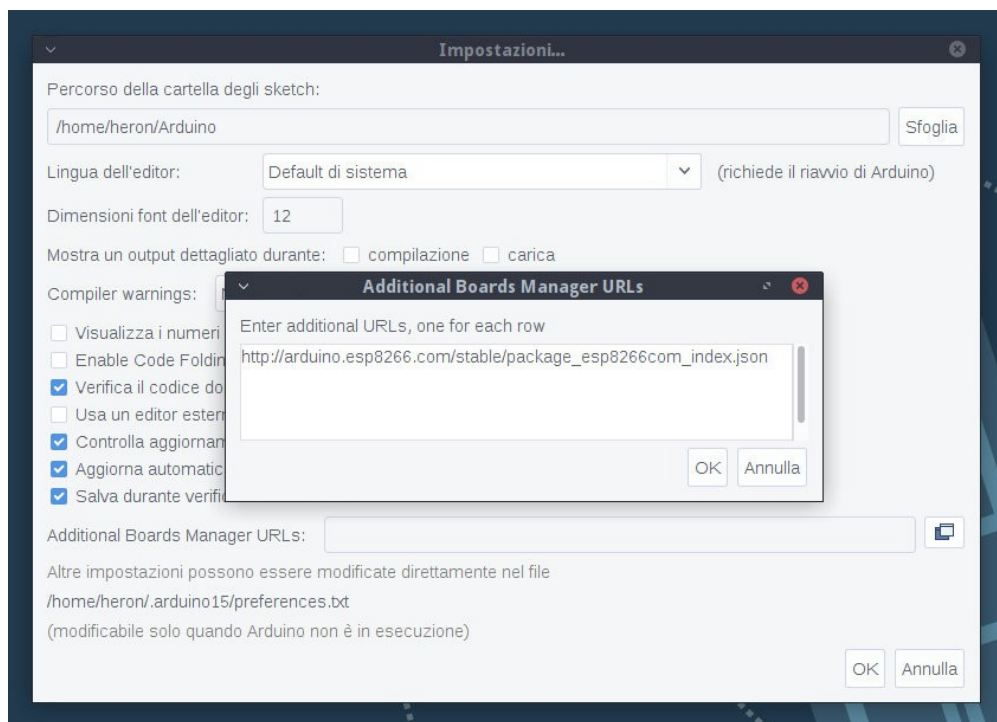 Impostazioni...
Percorso della cartella degli sketch:
/home/heron/Arduino
Sfoglia
Lingua dell'editor:
Default di sistema
(richiede il riavvio di Arduino)
Dimensioni font dell'editor:
12
Mostra un output dettagliato durante:
compilazione
carica
Compiler warnings:
Additional Boards Manager URLs
Enter additional URLs, one for each row
http://arduino.esp8266.com/stable/package_esp8266com_index.json
OK
Annulla
Visualizza i numeri
Enable Code Foldin
Verifica il codice do
Usa un editor estern
Controlla aggiornam
Aggiorna automatic
Salva durante verific
Additional Boards Manager URLs:
Altre impostazioni possono essere modificate direttamente nel file
/home/heron/.arduino15/preferences.txt
(modificabile solo quando Arduino non è in esecuzione)
OK
Annulla